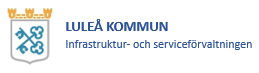 LULEÅ KOMMUN
Infrastruktur- och serviceförvaltningen